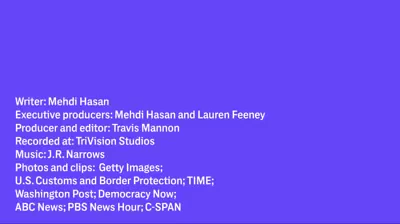 Writer: Mehdi Hasan
Executive producers: Mehdi Hasan and Lauren Feeney
Producer and editor: Travis Mannon
Recorded at: TriVision Studios
Music: J.R. Narrows
Photos and clips:  Getty Images;
U.S. Customs and Border Protection; TIME;
Washington Post; Democracy Now;
ABC News; PBS News Hour; C-SPAN